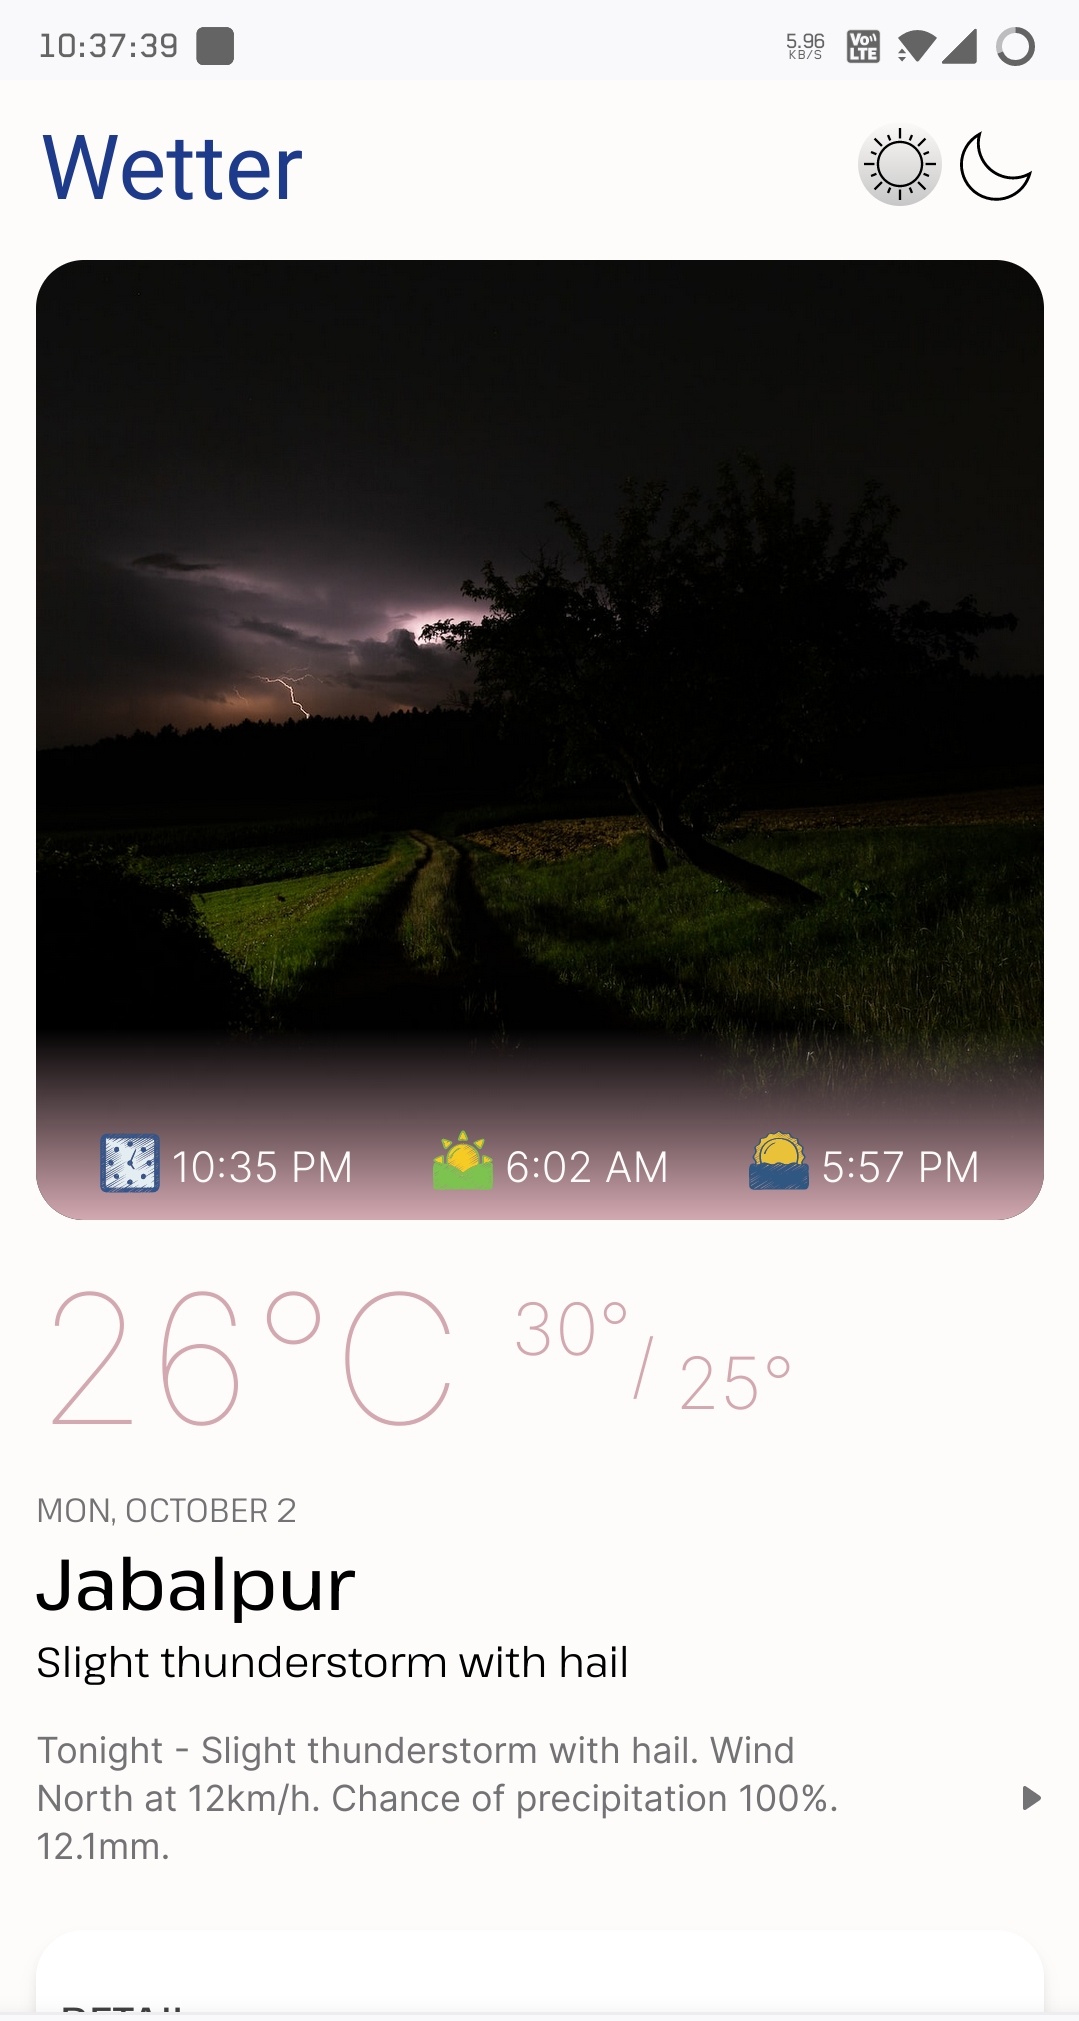 10:37:39
5.96
KB/S
Vo
LTE
Wetter
10:35 PM 6:02 AM 5:57 PM
26°C 30°/25°
MON, OCTOBER 2
Jabalpur
Slight thunderstorm with hail
Tonight - Slight thunderstorm with hail. Wind
North at 12km/h. Chance of precipitation 100%.
12.1mm.
DETAIL